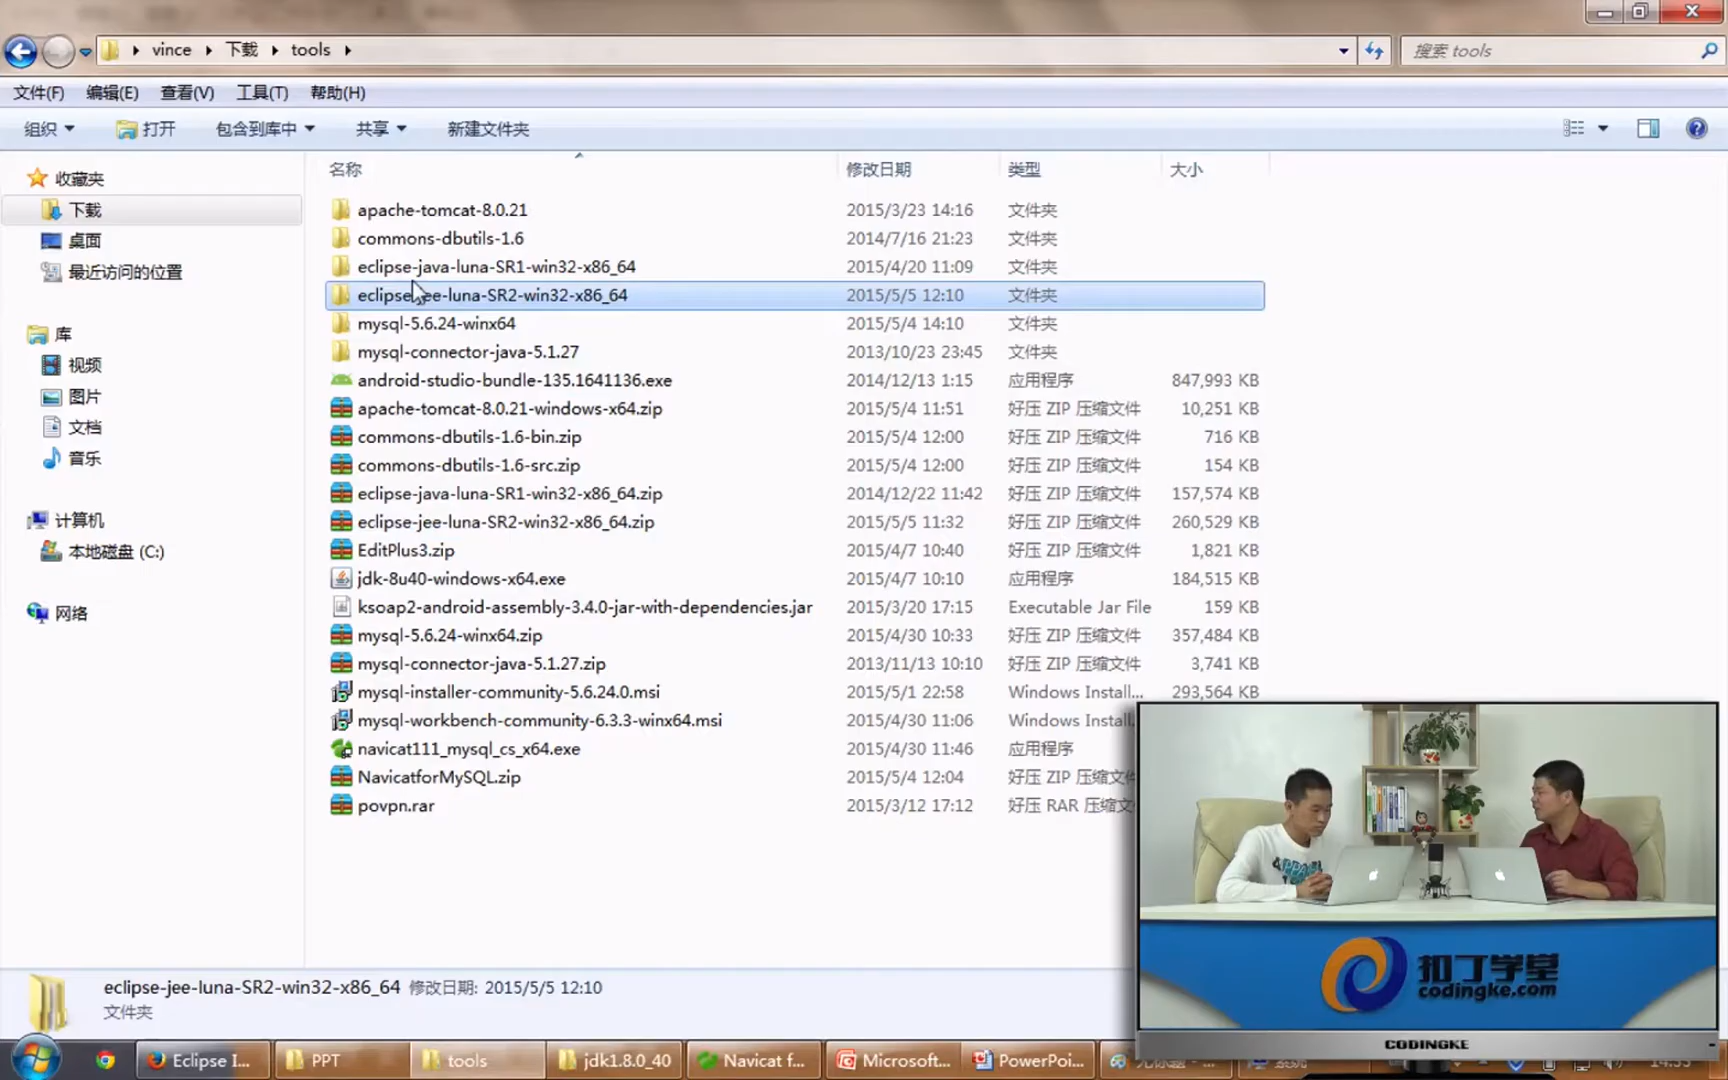 vince 下载 tools
搜索 tools
文件(F) 编辑(E) 查看(V) 工具(T) 帮助(H)
组织 打开 包含到库中 共享 新建文件夹
名称 修改日期 类型 大小
收藏夹
下载
桌面
最近访问的位置
库
视频
图片
文档
音乐
计算机
本地磁盘 (C:)
网络
apache-tomcat-8.0.21 2015/3/23 14:16 文件夹
commons-dbutils-1.6 2014/7/16 21:23 文件夹
eclipse-java-luna-SR1-win32-x86_64 2015/4/20 11:09 文件夹
eclipse-jee-luna-SR2-win32-x86_64 2015/5/5 12:10 文件夹
mysql-5.6.24-winx64 2015/5/4 14:10 文件夹
mysql-connector-java-5.1.27 2013/10/23 23:45 文件夹
android-studio-bundle-135.1641136.exe 2014/12/13 1:15 应用程序 847,993 KB
apache-tomcat-8.0.21-windows-x64.zip 2015/5/4 11:51 好压 ZIP 压缩文件 10,251 KB
commons-dbutils-1.6-bin.zip 2015/5/4 12:00 好压 ZIP 压缩文件 716 KB
commons-dbutils-1.6-src.zip 2015/5/4 12:00 好压 ZIP 压缩文件 154 KB
eclipse-java-luna-SR1-win32-x86_64.zip 2014/12/22 11:42 好压 ZIP 压缩文件 157,574 KB
eclipse-jee-luna-SR2-win32-x86_64.zip 2015/5/5 11:32 好压 ZIP 压缩文件 260,529 KB
EditPlus3.zip 2015/4/7 10:40 好压 ZIP 压缩文件 1,821 KB
jdk-8u40-windows-x64.exe 2015/4/7 10:10 应用程序 184,515 KB
ksoap2-android-assembly-3.4.0-jar-with-dependencies.jar 2015/3/20 17:15 Executable Jar File 159 KB
mysql-5.6.24-winx64.zip 2015/4/30 10:33 好压 ZIP 压缩文件 357,484 KB
mysql-connector-java-5.1.27.zip 2013/11/13 10:10 好压 ZIP 压缩文件 3,741 KB
mysql-installer-community-5.6.24.0.msi 2015/5/1 22:58 Windows Install... 293,564 KB
mysql-workbench-community-6.3.3-winx64.msi 2015/4/30 11:06 Windows Install
navicat111_mysql_cs_x64.exe 2015/4/30 11:46 应用程序
NavicatforMySQL.zip 2015/5/4 12:04 好压 ZIP 压缩文
povpn.rar 2015/3/12 17:12 好压 RAR 压缩文
扣丁学堂
codingke.com
CODINGKE
eclipse-jee-luna-SR2-win32-x86_64 修改日期: 2015/5/5 12:10
文件夹
Eclipse I... PPT tools jdk1.8.0_40 Navicat f... Microsoft... PowerPoi...